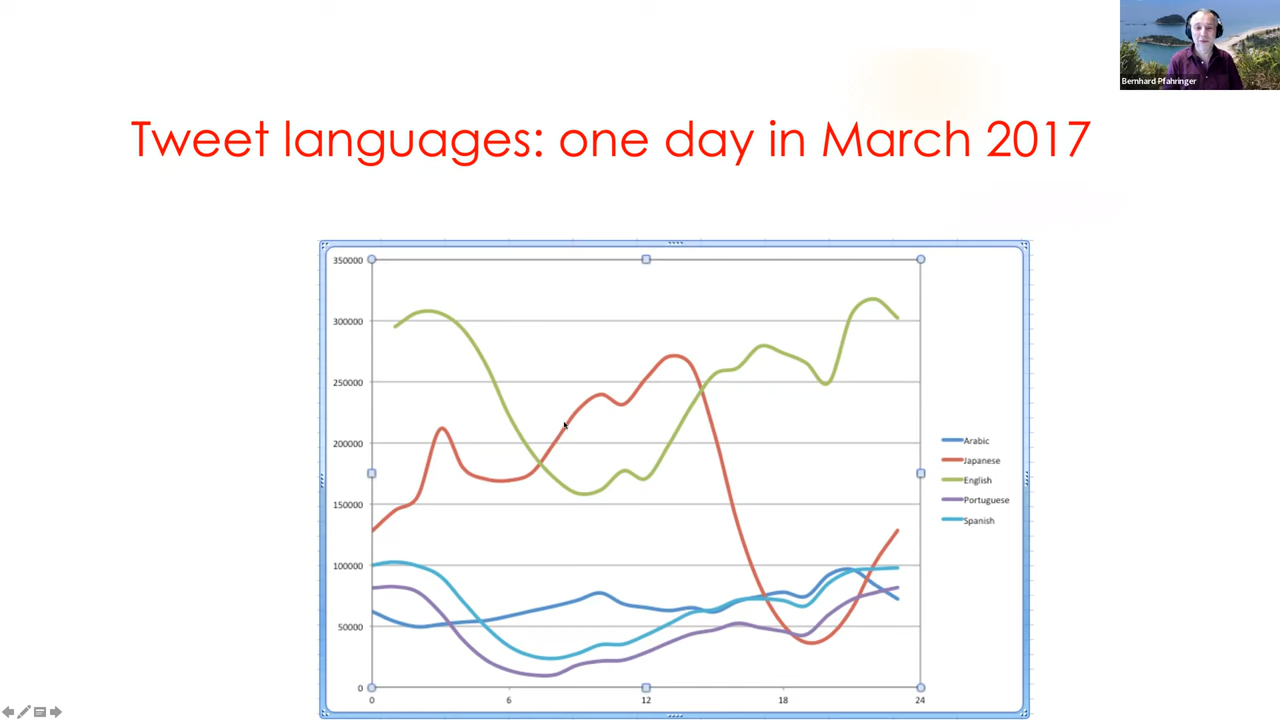 Bernhard Pfahringer
Tweet languages: one day in March 2017
350000
300000
250000
200000
150000
100000
50000
0
0 6 12 18 24
Arabic
Japanese
English
Portuguese
Spanish